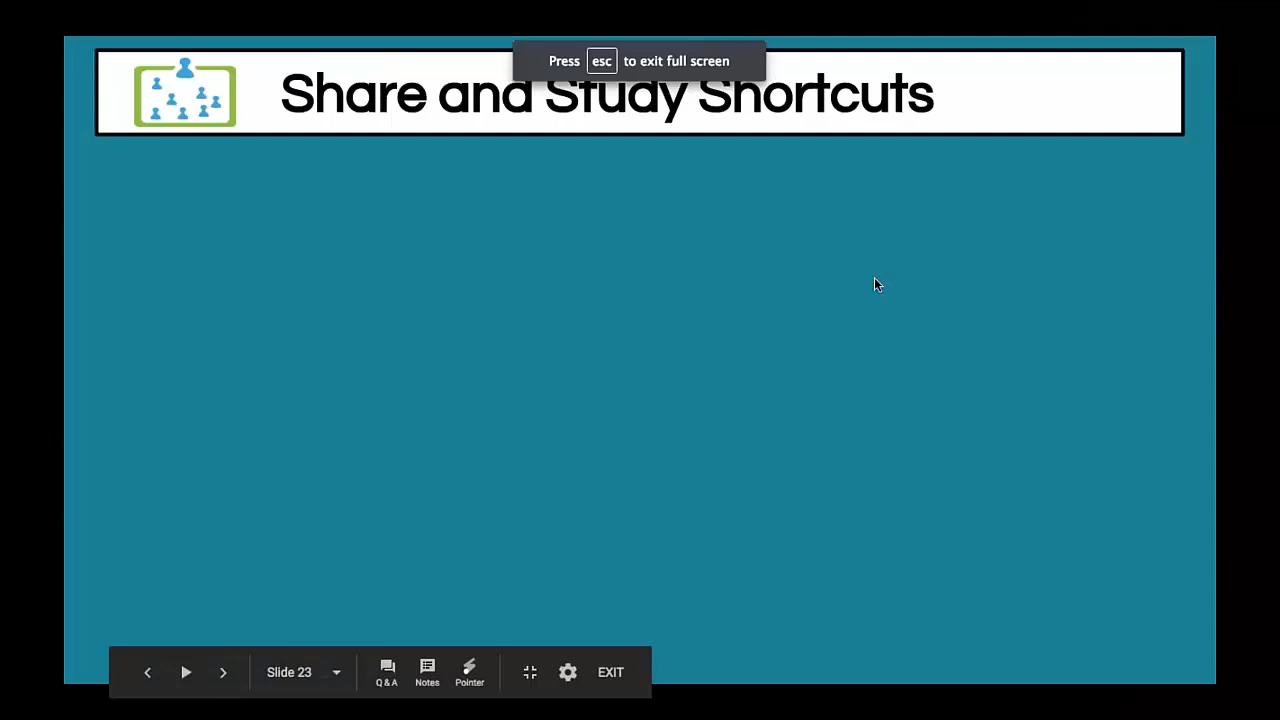 Press esc to exit full screen
Share and Study Shortcuts
Slide 23
Q & A
Notes
Pointer
EXIT